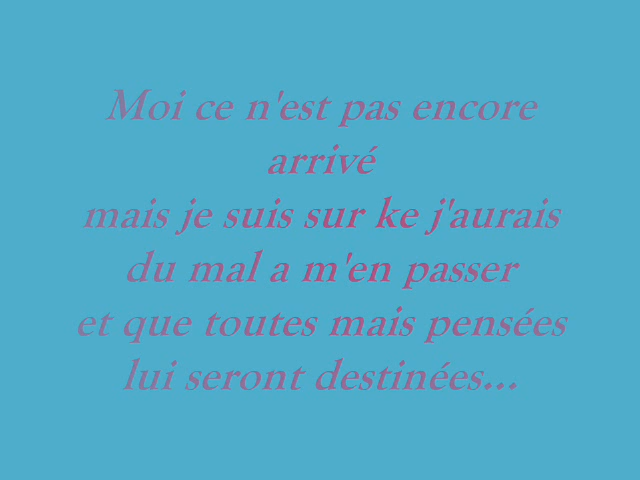 Moi ce n'est pas encore
arrivé
mais je suis sur ke j'aurais
du mal a m'en passer
et que toutes mais pensées
lui seront destinées...